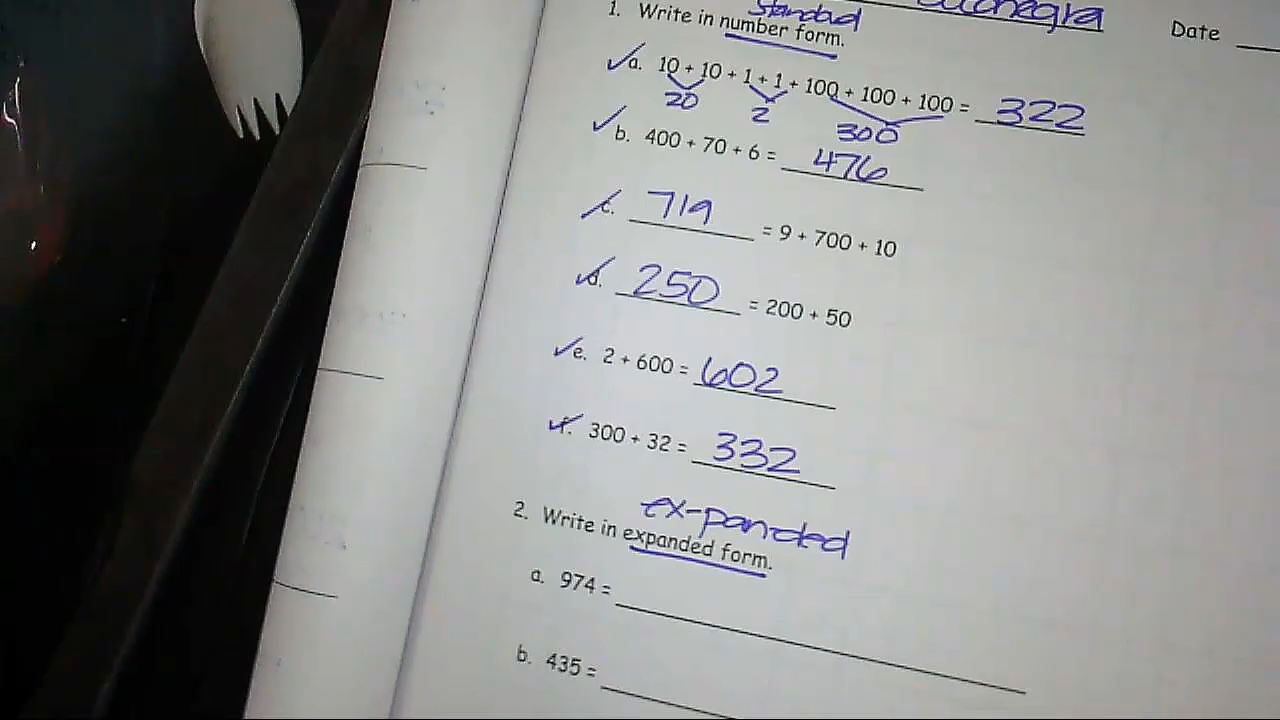 Standard
Date
1. Write in number form.
a. 10 + 10 + 1 + 1 + 100 + 100 + 100 = 322
20 2 300
b. 400 + 70 + 6 = 476
c. 719 = 9 + 700 + 10
d. 250 = 200 + 50
e. 2 + 600 = 602
f. 300 + 32 = 332
ex-panded
2. Write in expanded form.
a. 974 =
b. 435 =